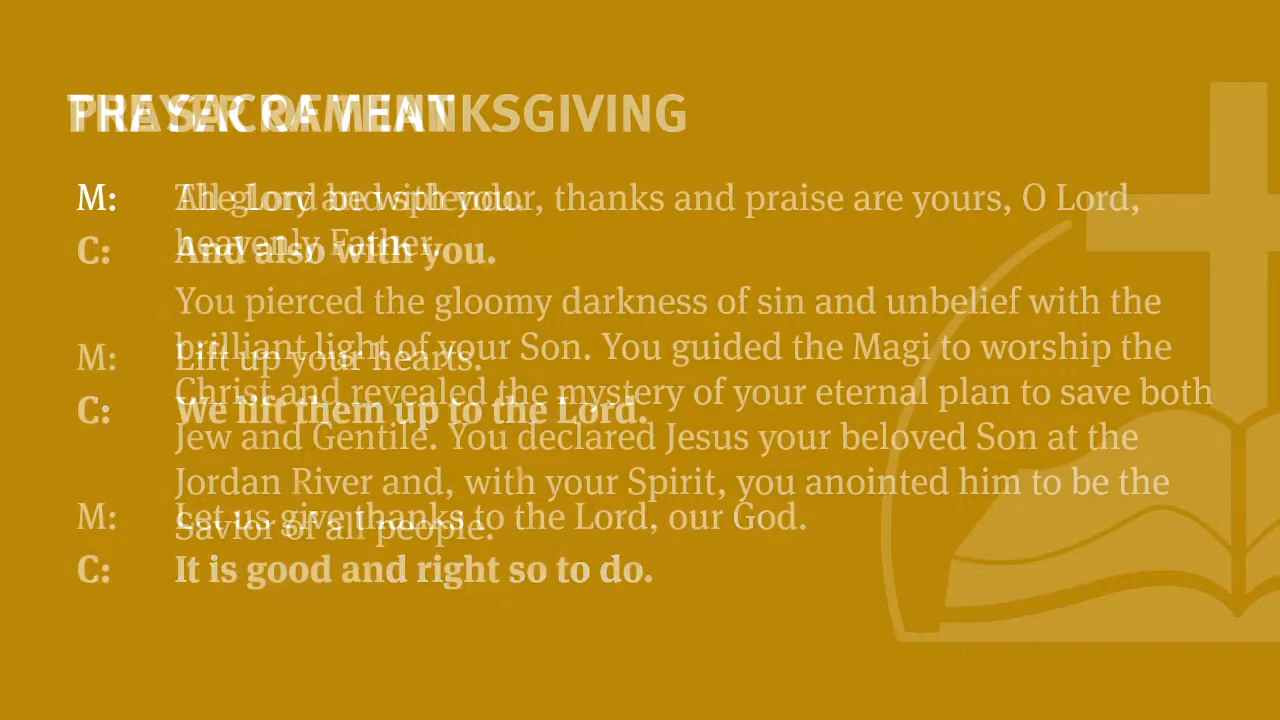 THE SACRAMENT
M: The Lord be with you.
C: And also with you.
M: Lift up your hearts.
C: We lift them up to the Lord.
M: Let us give thanks to the Lord, our God.
C: It is good and right so to do.
PRAYER OF THANKSGIVING
M: All glory and splendor, thanks and praise are yours, O Lord,
heavenly Father.
You pierced the gloomy darkness of sin and unbelief with the
brilliant light of your Son. You guided the Magi to worship the
Christ and revealed the mystery of your eternal plan to save both
Jew and Gentile. You declared Jesus your beloved Son at the
Jordan River and, with your Spirit, you anointed him to be the
Savior of all people.